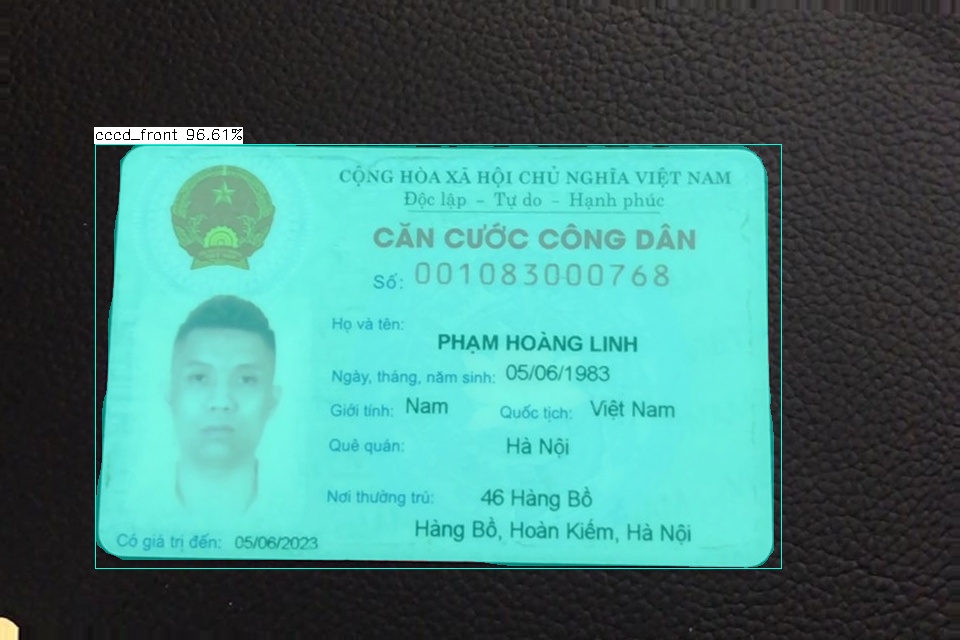 cccd_front 96.61%
CỘNG HÒA XÃ HỘI CHỦ NGHĨA VIỆT NAM
Độc lập - Tự do - Hạnh phúc
CĂN CƯỚC CÔNG DÂN
Số: 001083000768
Họ và tên:
PHẠM HOÀNG LINH
Ngày, tháng, năm sinh: 05/06/1983
Giới tính: Nam Quốc tịch: Việt Nam
Quê quán: Hà Nội
Nơi thường trú: 46 Hàng Bồ
Hàng Bồ, Hoàn Kiếm, Hà Nội
Có giá trị đến: 05/06/2023